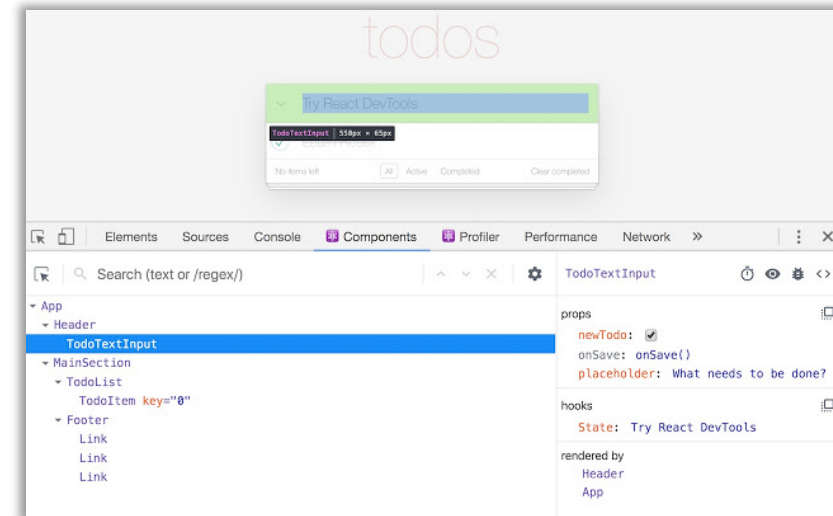 todos
Try React DevTools
TodoTextInput | 550px × 65px
No items left All Active Completed Clear completed
Elements Sources Console Components Profiler Performance Network »
Search (text or /regex/)
TodoTextInput
App
Header
TodoTextInput
MainSection
TodoList
TodoItem key="0"
Footer
Link
Link
Link
props
newTodo:
onSave: onSave()
placeholder: What needs to be done?
hooks
State: Try React DevTools
rendered by
Header
App